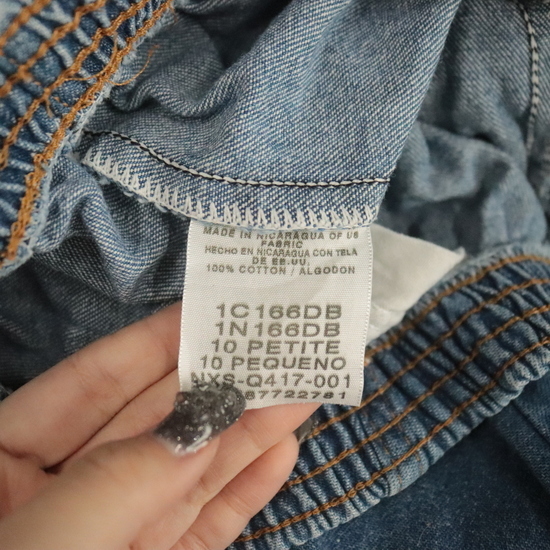 MADE IN NICARAGUA OF US
FABRIC
HECHO EN NICARAGUA CON TELA
DE EE.UU.
100% COTTON / ALGODON
1C166DB
1N166DB
10 PETITE
10 PEQUENO
NXS-Q417-001
87722781